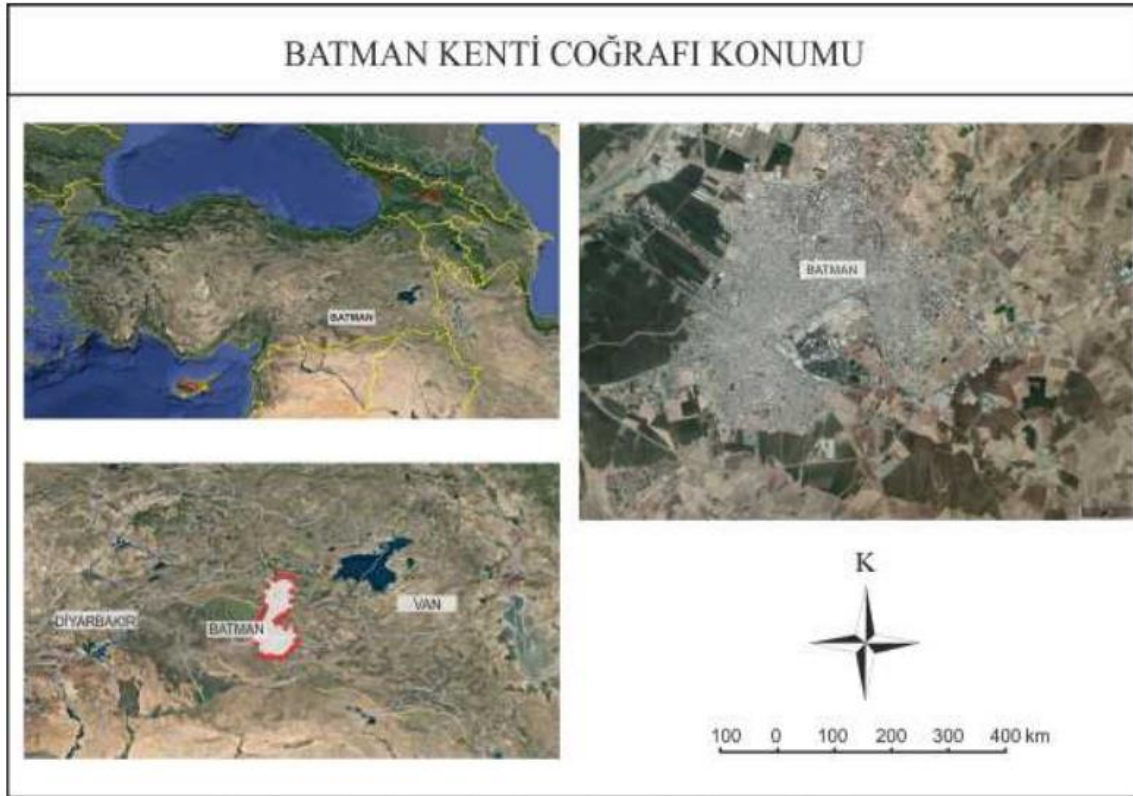 BATMAN KENTİ COĞRAFI KONUMU
BATMAN
BATMAN
DİYARBAKIR
BATMAN
VAN
K
100 0 100 200 300 400 km